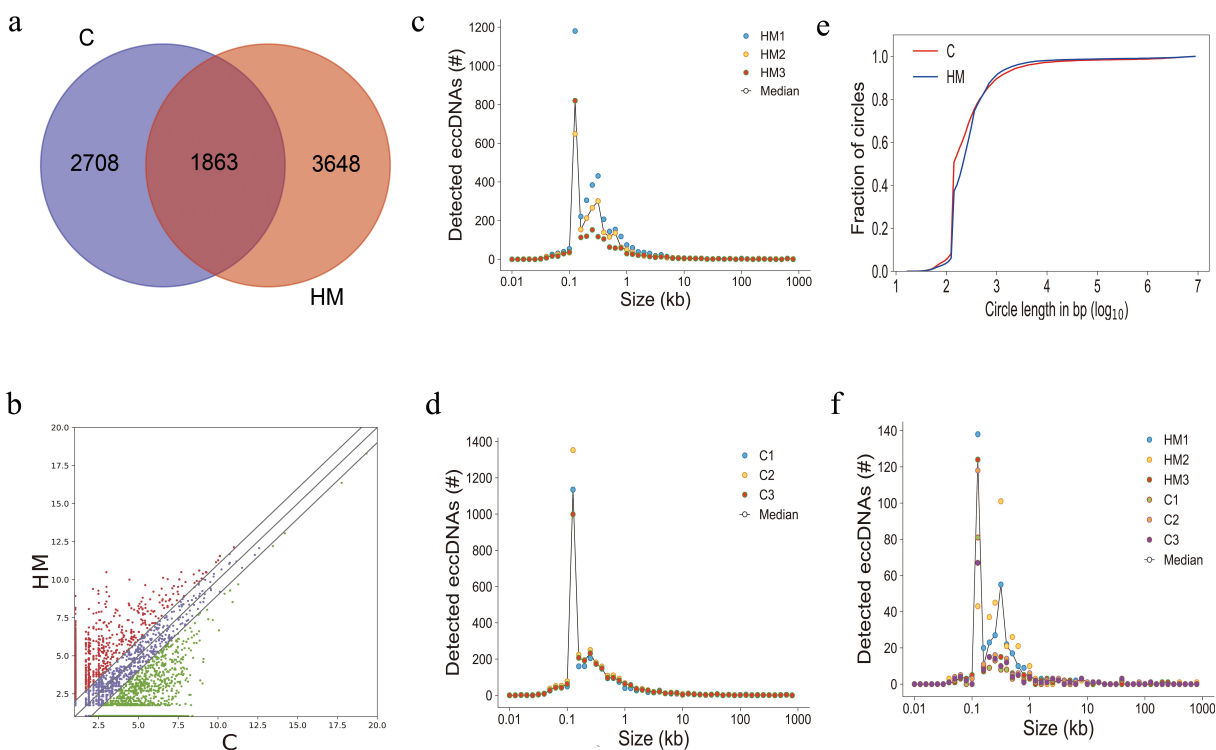 a
C
2708
1863
3648
HM
b
HM
20.0
17.5
15.0
12.5
10.0
7.5
5.0
2.5
2.5
5.0
7.5
10.0
12.5
15.0
17.5
20.0
C
c
Detected eccDNAs (#)
1200
1000
800
600
400
200
0
0.01
0.1
1
10
100
1000
Size (kb)
HM1
HM2
HM3
Median
d
Detected eccDNAs (#)
1400
1200
1000
800
600
400
200
0
0.01
0.1
1
10
100
1000
Size (kb)
C1
C2
C3
Median
e
Fraction of circles
1.0
0.8
0.6
0.4
0.2
0.0
1
2
3
4
5
6
7
Circle length in bp (log10)
C
HM
f
Detected eccDNAs (#)
140
120
100
80
60
40
20
0
0.01
0.1
1
10
100
1000
Size (kb)
HM1
HM2
HM3
C1
C2
C3
Median